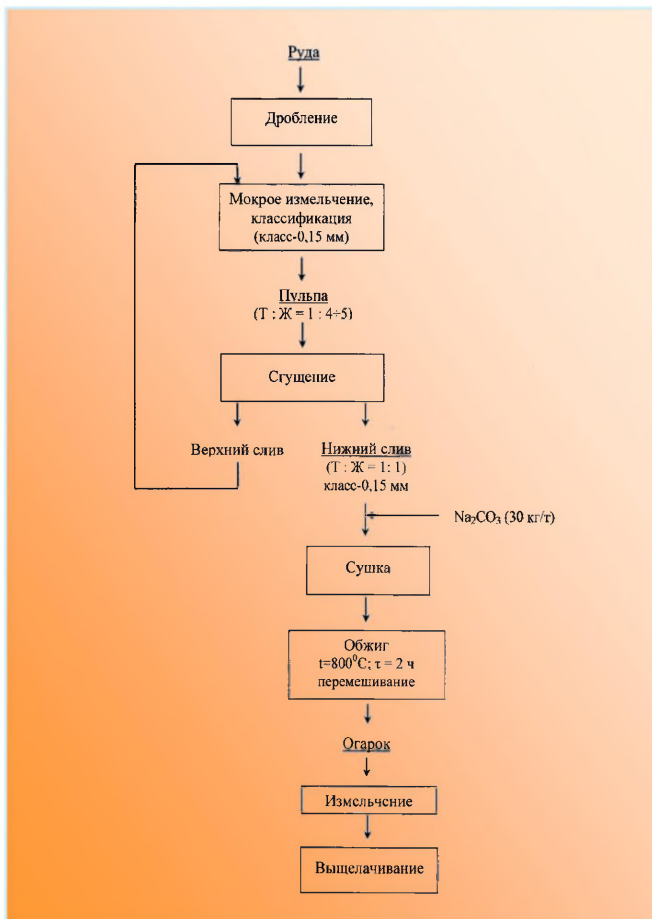 Руда
Дробление
Мокрое измельчение,
классификация
(класс-0,15 мм)
Пульпа
(Т : Ж = 1 : 4÷5)
Сгущение
Верхний слив
Нижний слив
(Т : Ж = 1: 1)
класс-0,15 мм
Na₂CO₃ (30 кг/т)
Сушка
Обжиг
t=800⁰C; τ = 2 ч
перемешивание
Огарок
Измельчение
Выщелачивание